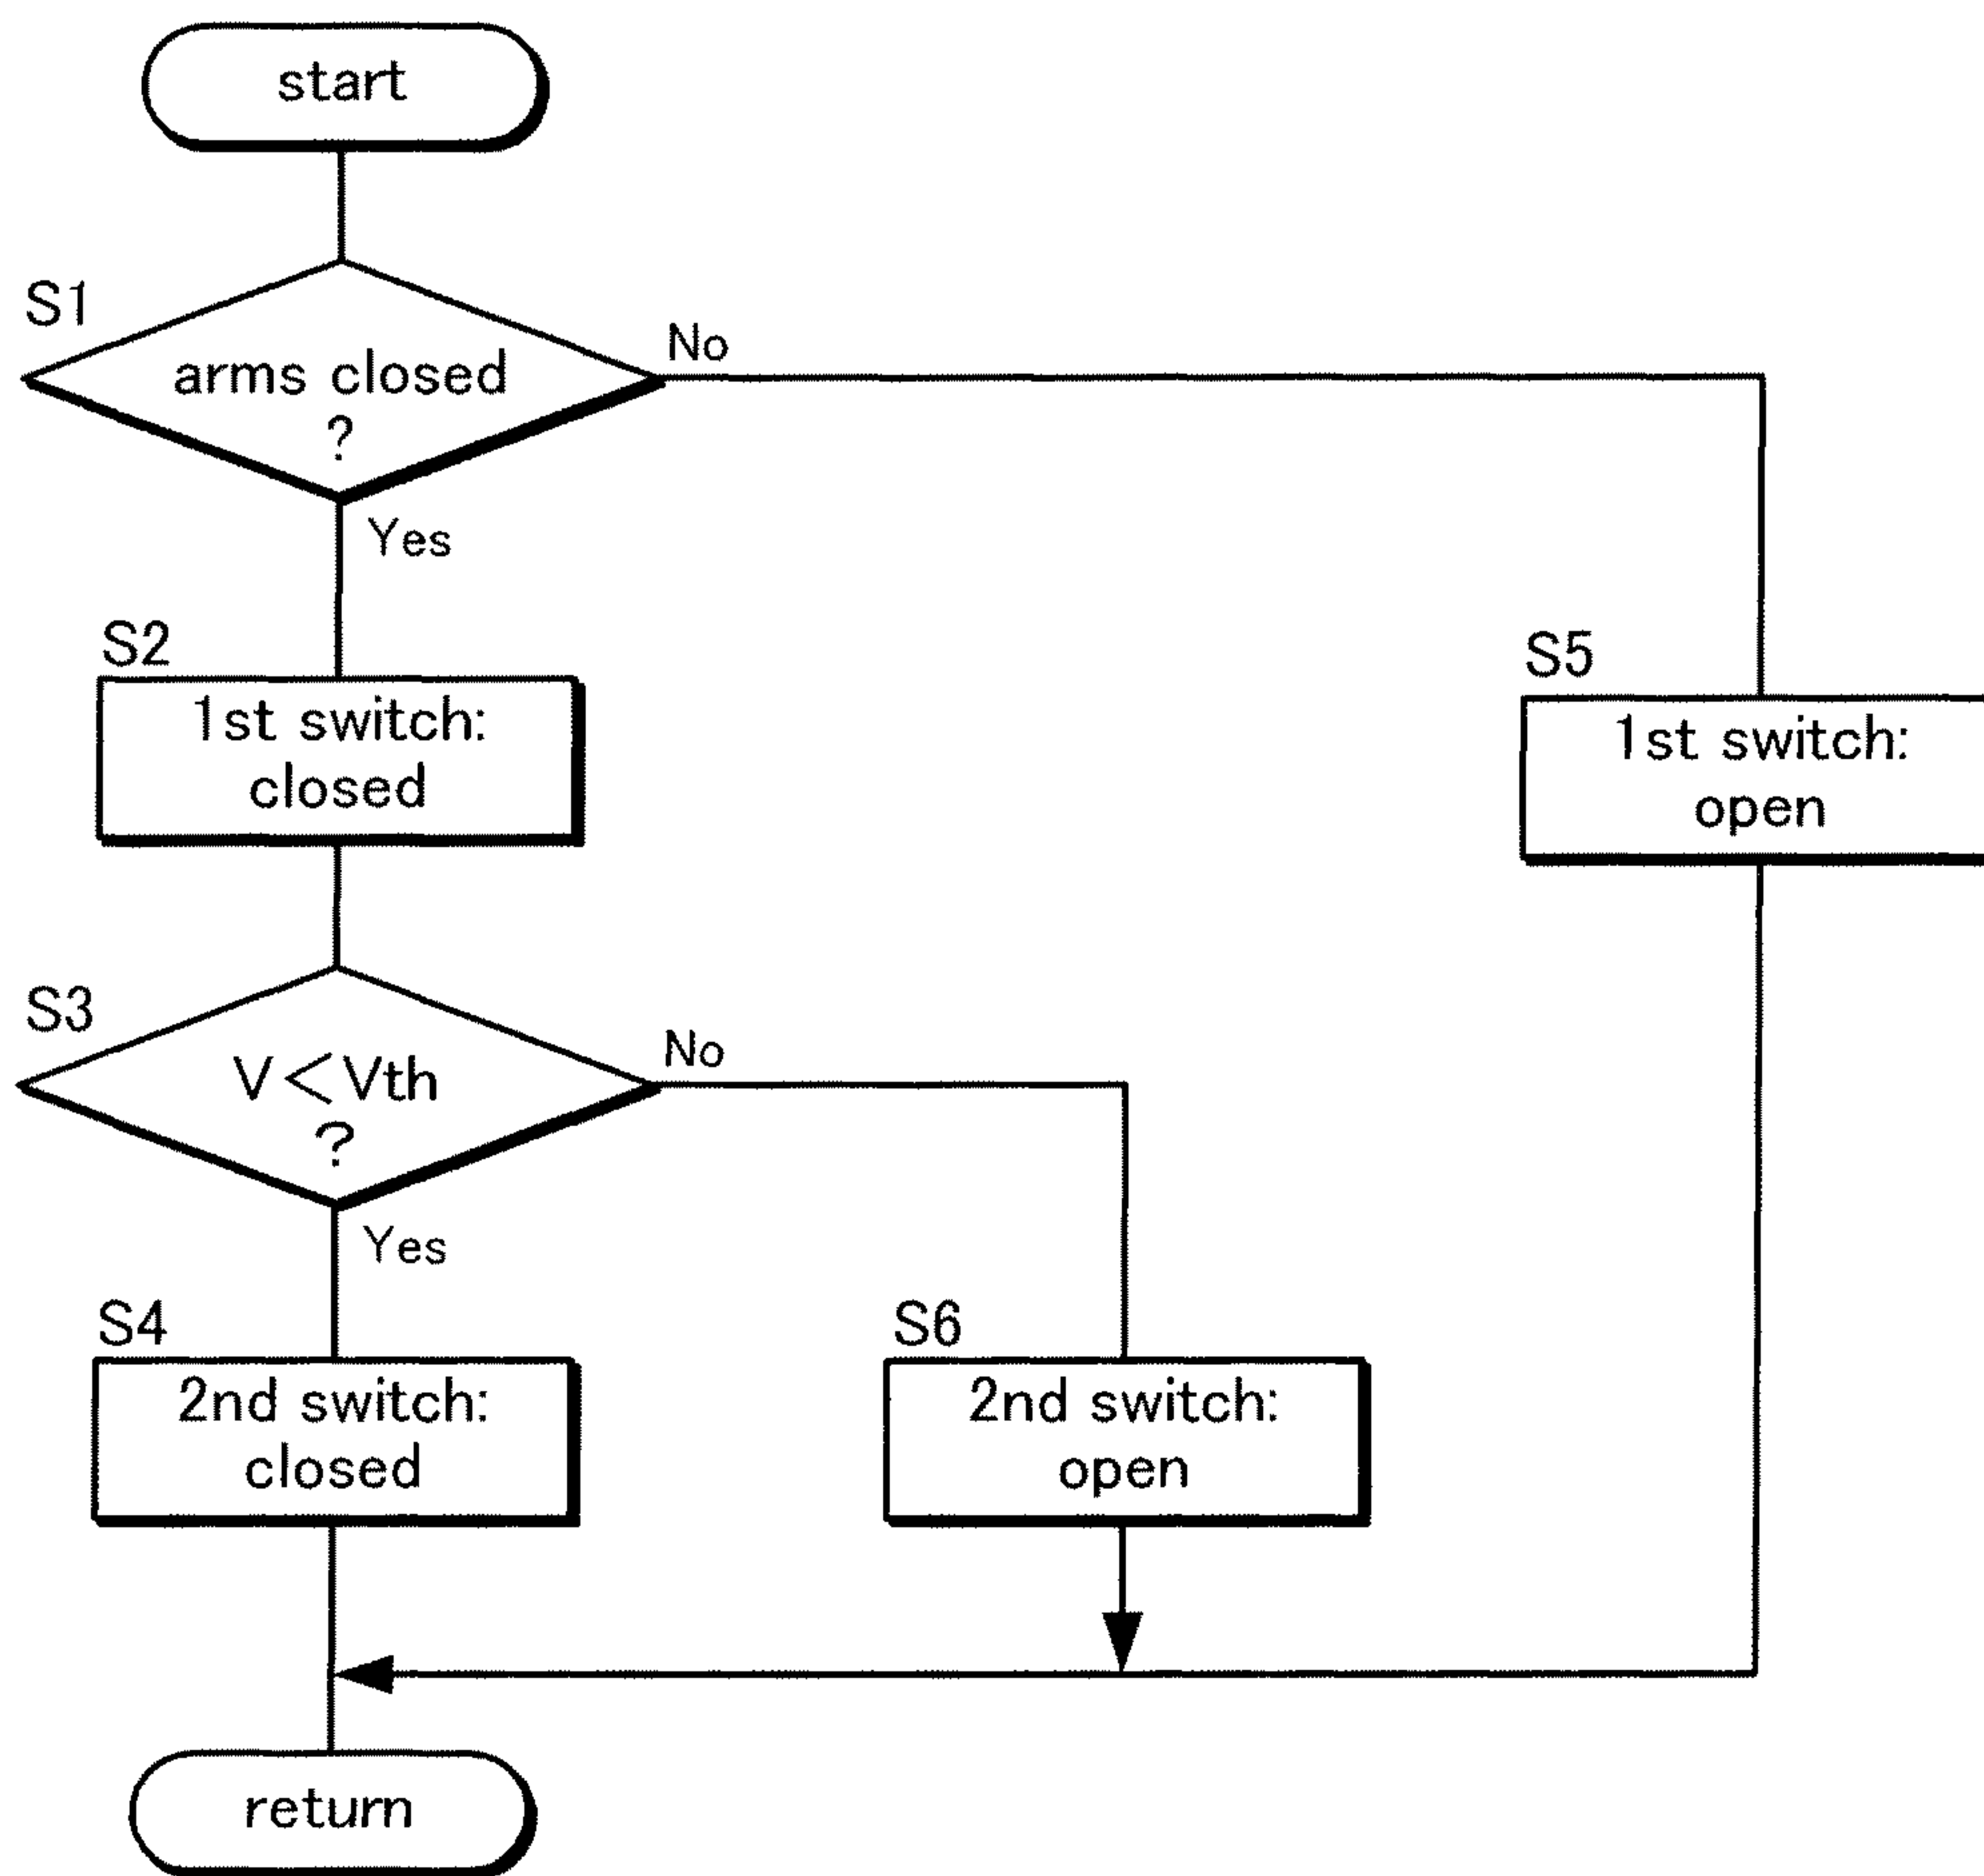 start
S1
arms closed
?
No
Yes
S2
1st switch:
closed
S5
1st switch:
open
S3
V<Vth
?
No
Yes
S4
2nd switch:
closed
S6
2nd switch:
open
return